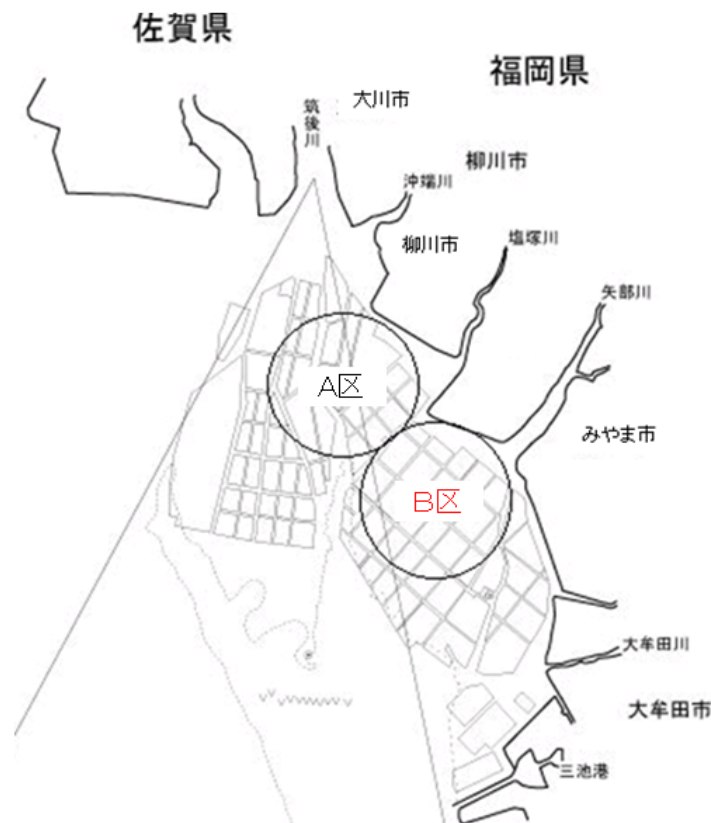 佐賀県
福岡県
大川市
筑後川
柳川市
沖端川
柳川市
塩塚川
矢部川
A区
みやま市
B区
大牟田川
大牟田市
三池港